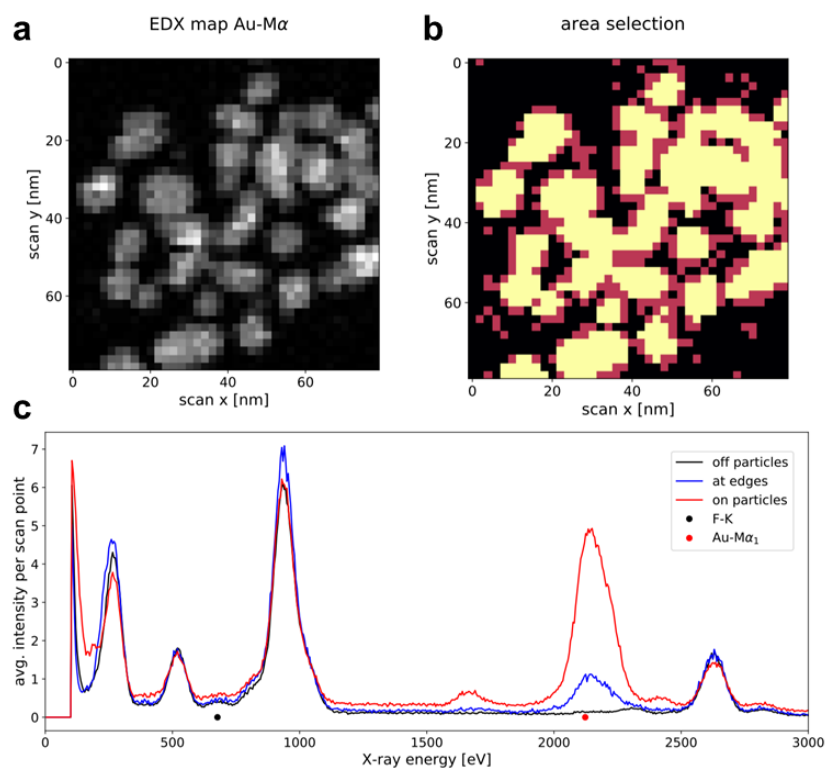 a
EDX map Au-Mα
0
20
40
60
scan y [nm]
0 20 40 60
scan x [nm]
b
area selection
0
20
40
60
scan y [nm]
0 20 40 60
scan x [nm]
c
7
6
5
4
3
2
1
0
avg. intensity per scan point
off particles
at edges
on particles
F-K
Au-Mα₁
0 500 1000 1500 2000 2500 3000
X-ray energy [eV]